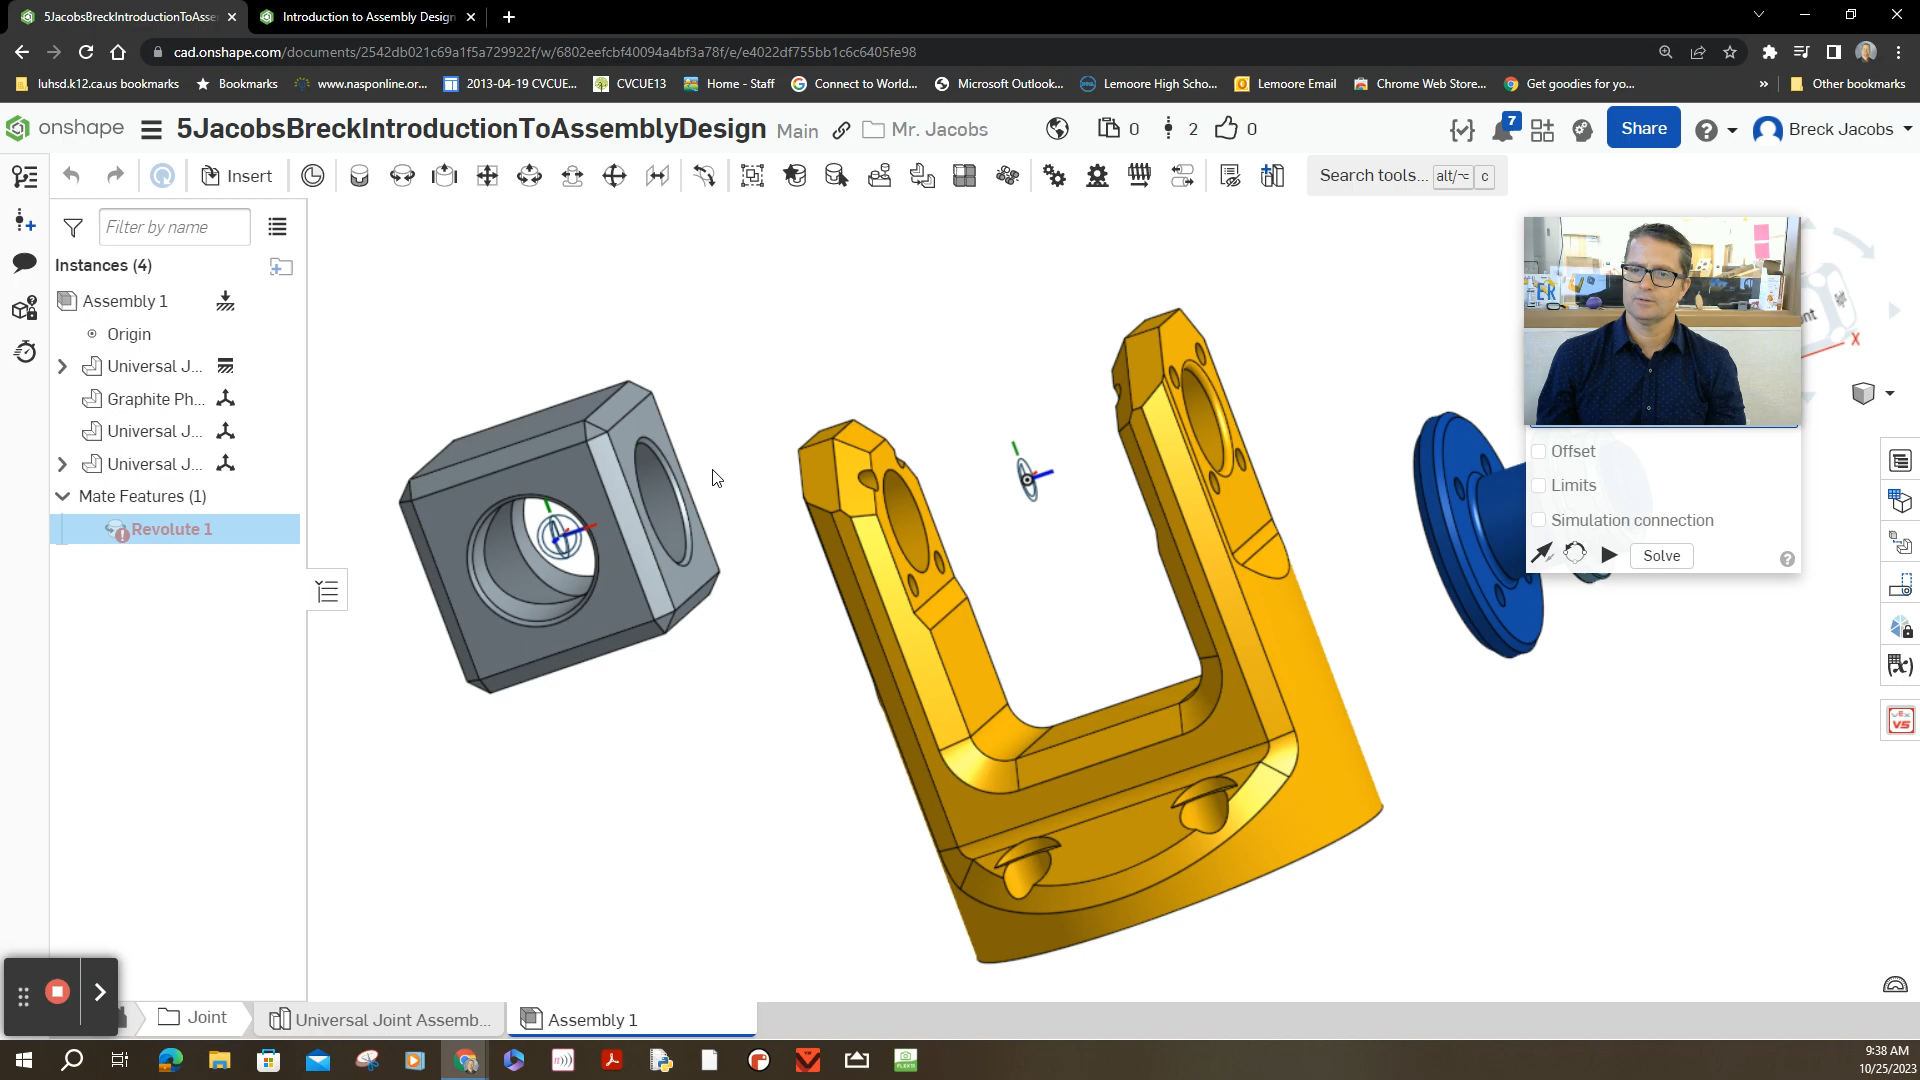 5JacobsBreckIntroductionToAsse
Introduction to Assembly Design
cad.onshape.com/documents/2542db021c69a1f5a729922f/w/6802eefcbf40094a4bf3a78f/e/e4022df755bb1c6c6405fe98
luhsd.k12.ca.us bookmarks
Bookmarks
www.nasponline.or...
2013-04-19 CVCUE...
CVCUE13
Home - Staff
Connect to World...
Microsoft Outlook...
Lemoore High Scho...
Lemoore Email
Chrome Web Store...
Get goodies for yo...
»
Other bookmarks
onshape
5JacobsBreckIntroductionToAssemblyDesign
Main
Mr. Jacobs
0
2
0
7
Share
Breck Jacobs
Insert
Search tools... alt/⌥ c
Filter by name
Instances (4)
Assembly 1
Origin
Universal J...
Graphite Ph...
Universal J...
Universal J...
Mate Features (1)
Revolute 1
ER
X
Offset
Limits
Simulation connection
Solve
VEX
VS
Joint
Universal Joint Assemb...
Assembly 1
9:38 AM
10/25/2023